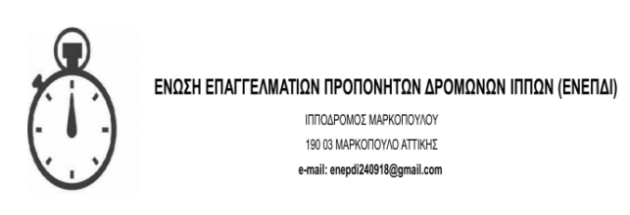 ΕΝΩΣΗ ΕΠΑΓΓΕΛΜΑΤΙΩΝ ΠΡΟΠΟΝΗΤΩΝ ΔΡΟΜΩΝΩΝ ΙΠΠΩΝ (ΕΝΕΠΔΙ)
ΙΠΠΟΔΡΟΜΟΣ ΜΑΡΚΟΠΟΥΛΟΥ
190 03 ΜΑΡΚΟΠΟΥΛΟ ΑΤΤΙΚΗΣ
e-mail: enepdi240918@gmail.com